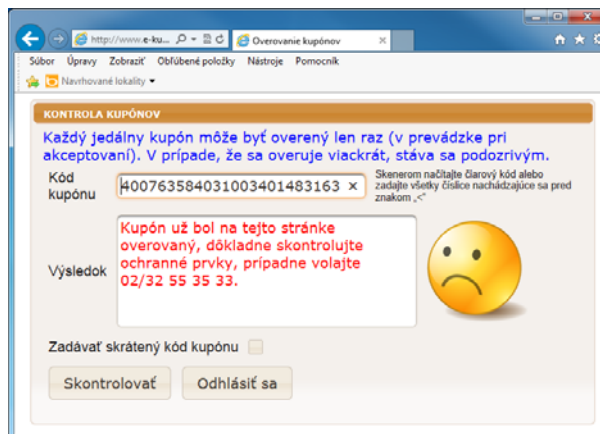 http://www.e-ku...
Overovanie kupónov
Súbor Úpravy Zobraziť Obľúbené položky Nástroje Pomocník
Navrhované lokality
KONTROLA KUPÓNOV
Každý jedálny kupón môže byť overený len raz (v prevádzke pri
akceptovaní). V prípade, že sa overuje viackrát, stáva sa podozrivým.
Kód
kupónu
400763584031003401483163
Skenerom načítajte čiarový kód alebo
zadajte všetky číslice nachádzajúce sa pred
znakom „<"
Výsledok
Kupón už bol na tejto stránke
overovaný, dôkladne skontrolujte
ochranné prvky, prípadne volajte
02/32 55 35 33.
Zadávať skrátený kód kupónu
Skontrolovať
Odhlásiť sa